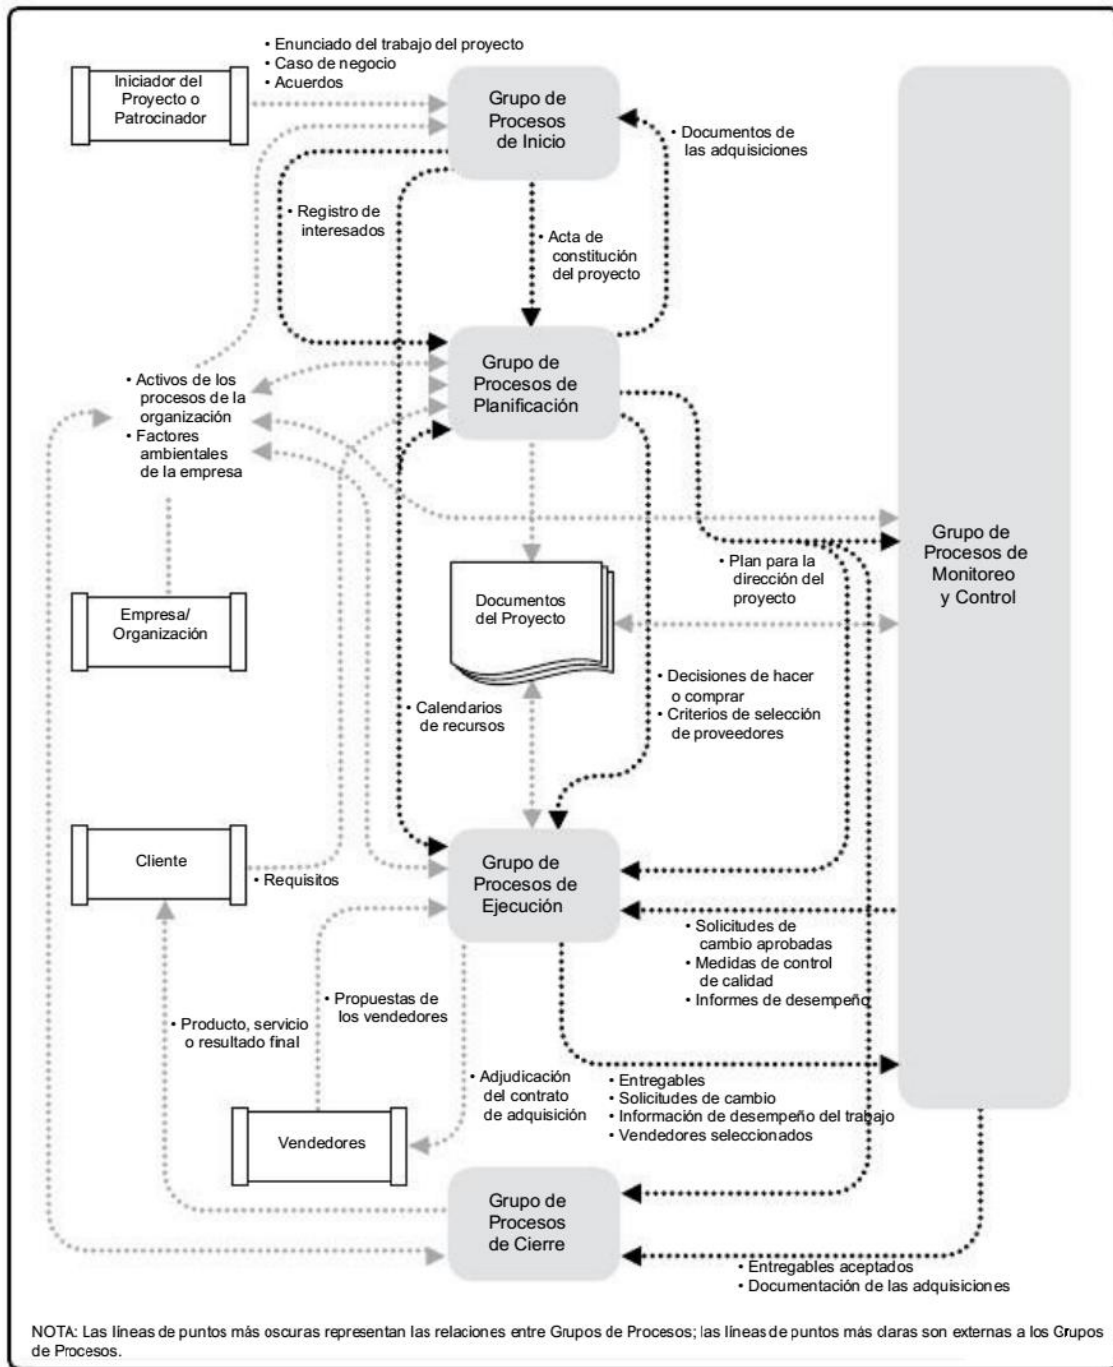 • Enunciado del trabajo del proyecto
• Caso de negocio
• Acuerdos
Iniciador del
Proyecto o
Patrocinador
Grupo de
Procesos
de Inicio
• Documentos de
las adquisiciones
• Registro de
interesados
• Acta de
constitución
del proyecto
Grupo de
Procesos de
Planificación
• Activos de los
procesos de la
organización
• Factores
ambientales
de la empresa
Grupo de
Procesos de
Monitoreo
y Control
• Plan para la
dirección del
proyecto
Empresa/
Organización
Documentos
del Proyecto
• Calendarios
de recursos
• Decisiones de hacer
o comprar
• Criterios de selección
de proveedores
Cliente
• Requisitos
Grupo de
Procesos de
Ejecución
• Solicitudes de
cambio aprobadas
• Medidas de control
de calidad
• Informes de desempeño
• Propuestas de
los vendedores
• Producto, servicio
o resultado final
• Adjudicación
del contrato
de adquisición
• Entregables
• Solicitudes de cambio
• Información de desempeño del trabajo
• Vendedores seleccionados
Vendedores
Grupo de
Procesos
de Cierre
• Entregables aceptados
• Documentación de las adquisiciones
NOTA: Las líneas de puntos más oscuras representan las relaciones entre Grupos de Procesos; las líneas de puntos más claras son externas a los Grupos
de Procesos.